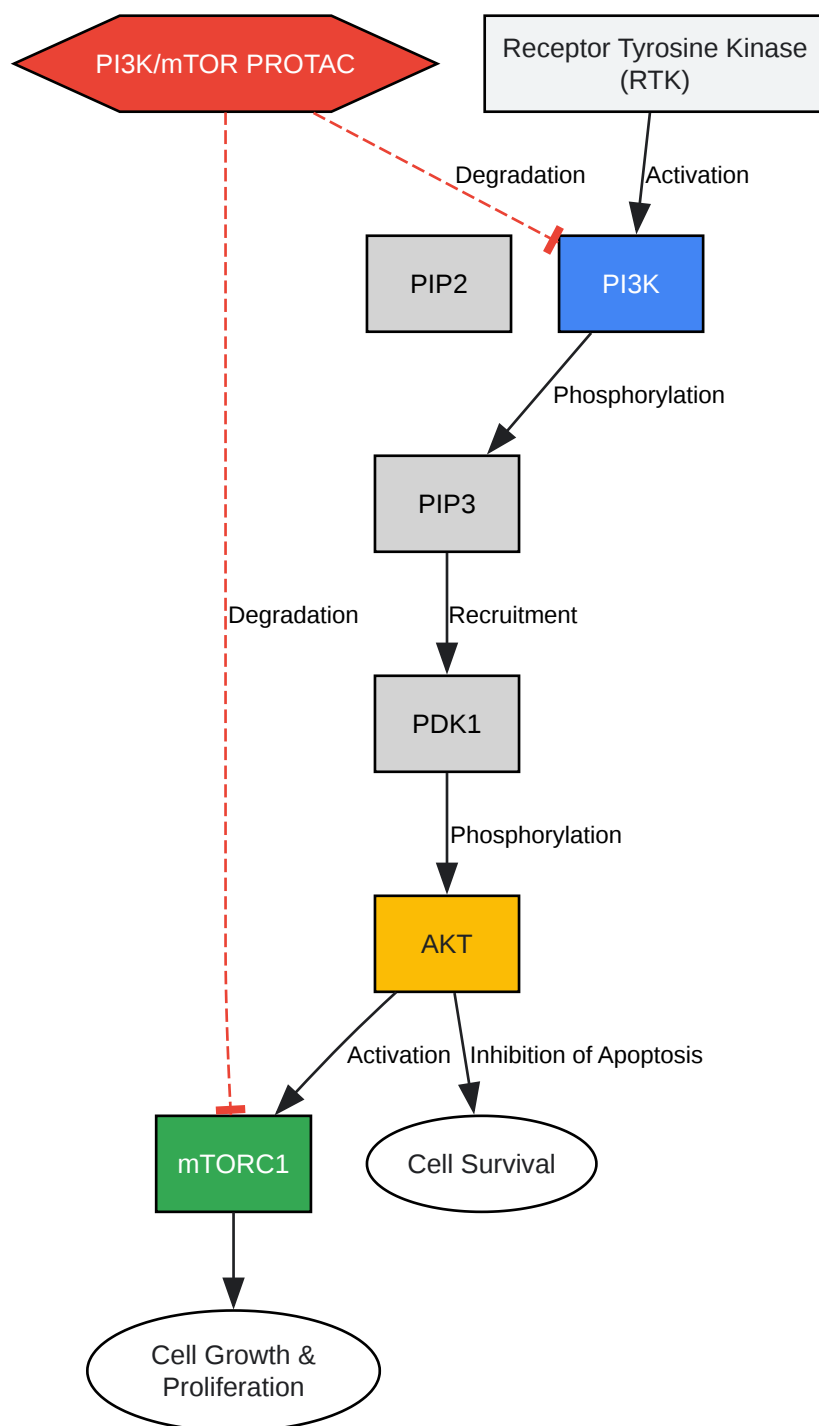 PI3K/mTOR PROTAC
Receptor Tyrosine Kinase
(RTK)
Degradation
Activation
PIP2
PI3K
Phosphorylation
PIP3
Degradation
Recruitment
PDK1
Phosphorylation
AKT
Activation
Inhibition of Apoptosis
mTORC1
Cell Survival
Cell Growth &
Proliferation